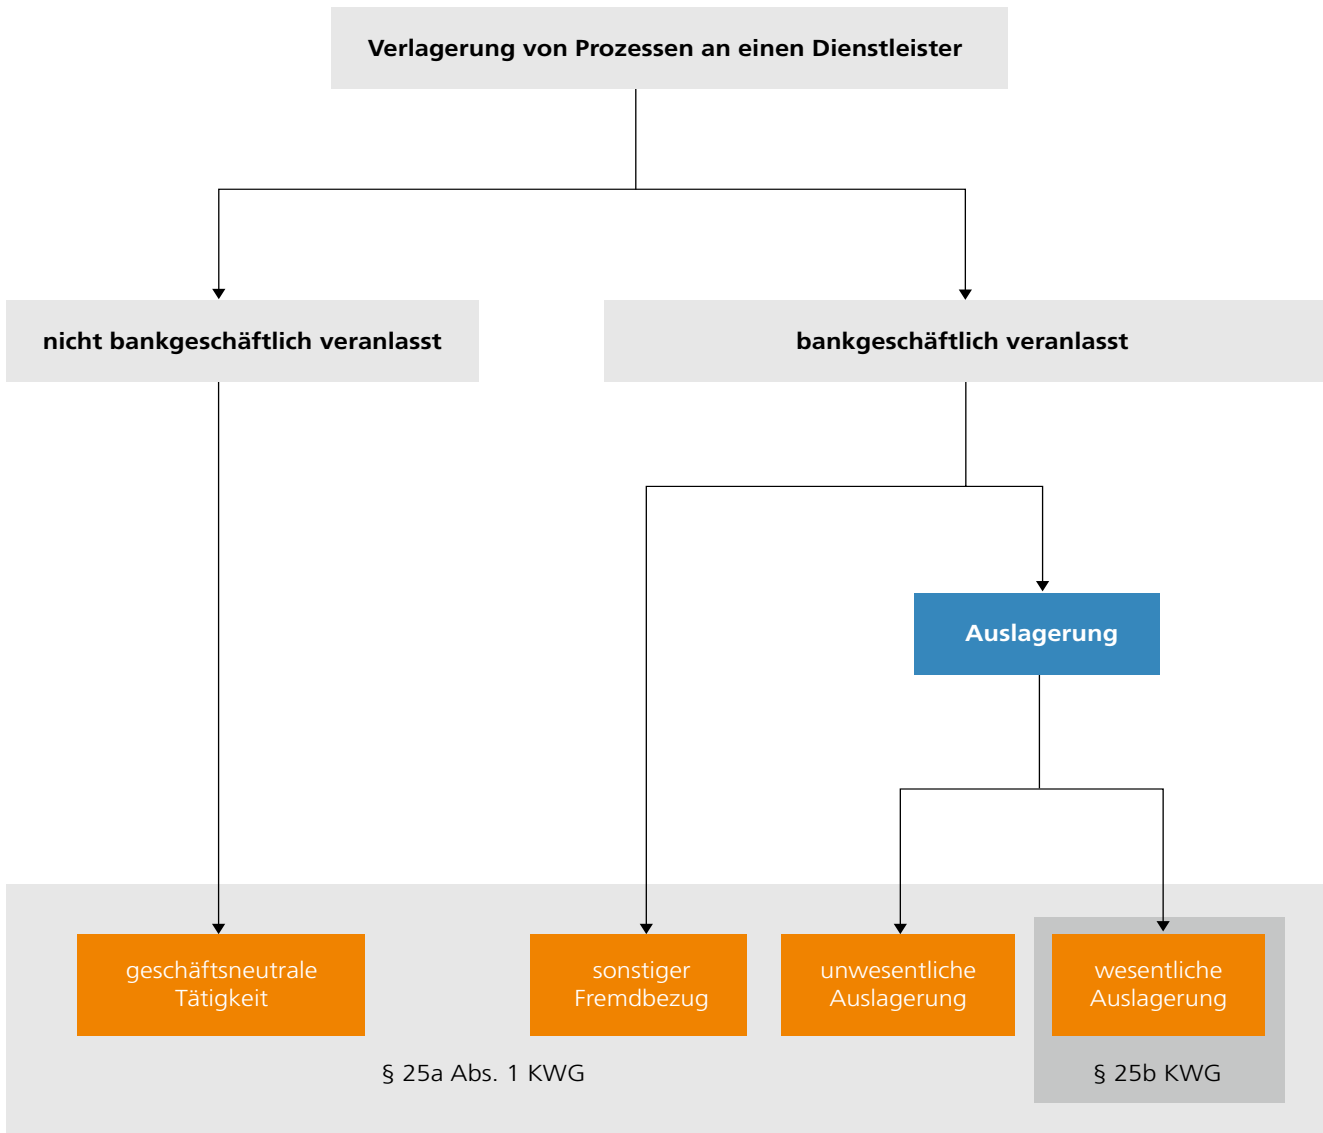 Verlagerung von Prozessen an einen Dienstleister
nicht bankgeschäftlich veranlasst
bankgeschäftlich veranlasst
Auslagerung
geschäftsneutrale
Tätigkeit
sonstiger
Fremdbezug
unwesentliche
Auslagerung
wesentliche
Auslagerung
§ 25a Abs. 1 KWG
§ 25b KWG